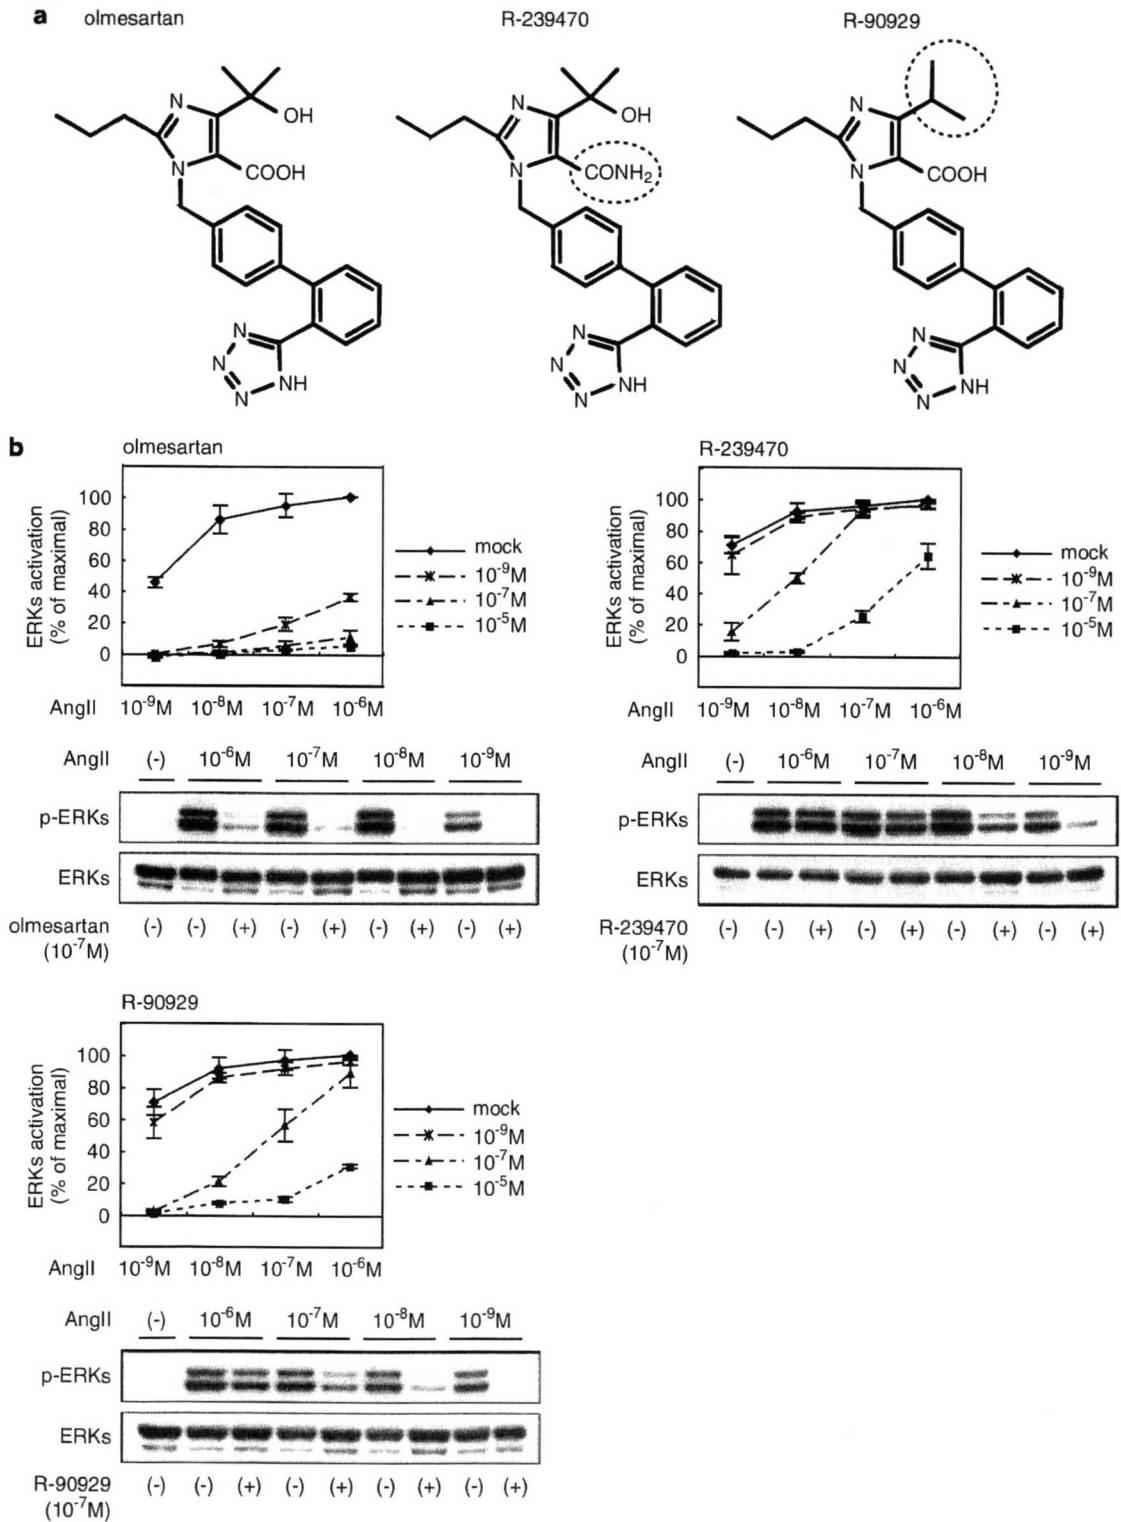 a olmesartan R-239470 R-90929
N OH N OH N
N COOH N CONH₂ N COOH
N N N
N N N
N NH N NH N NH
b olmesartan
ERKs activation
(% of maximal)
100
80
60
40
20
0
mock
10⁻⁹M
10⁻⁷M
10⁻⁵M
AngII 10⁻⁹M 10⁻⁸M 10⁻⁷M 10⁻⁶M
AngII (-) 10⁻⁶M 10⁻⁷M 10⁻⁸M 10⁻⁹M
p-ERKs
ERKs
olmesartan (-) (-) (+) (-) (+) (-) (+) (-) (+)
(10⁻⁷M)
R-239470
ERKs activation
(% of maximal)
100
80
60
40
20
0
mock
10⁻⁹M
10⁻⁷M
10⁻⁵M
AngII 10⁻⁹M 10⁻⁸M 10⁻⁷M 10⁻⁶M
AngII (-) 10⁻⁶M 10⁻⁷M 10⁻⁸M 10⁻⁹M
p-ERKs
ERKs
R-239470 (-) (-) (+) (-) (+) (-) (+) (-) (+)
(10⁻⁷M)
R-90929
ERKs activation
(% of maximal)
100
80
60
40
20
0
mock
10⁻⁹M
10⁻⁷M
10⁻⁵M
AngII 10⁻⁹M 10⁻⁸M 10⁻⁷M 10⁻⁶M
AngII (-) 10⁻⁶M 10⁻⁷M 10⁻⁸M 10⁻⁹M
p-ERKs
ERKs
R-90929 (-) (-) (+) (-) (+) (-) (+) (-) (+)
(10⁻⁷M)